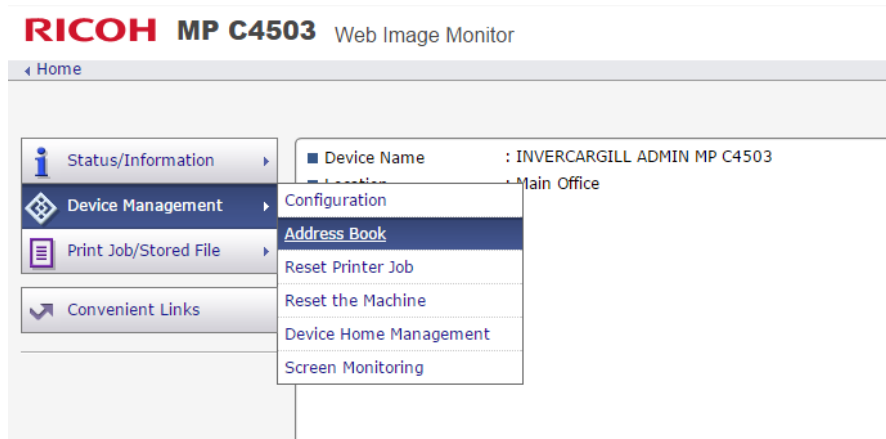 RICOH MP C4503 Web Image Monitor
Home
Status/Information
Device Management
Print Job/Stored File
Convenient Links
Configuration
Address Book
Reset Printer Job
Reset the Machine
Device Home Management
Screen Monitoring
Device Name : INVERCARGILL ADMIN MP C4503
Location : Main Office